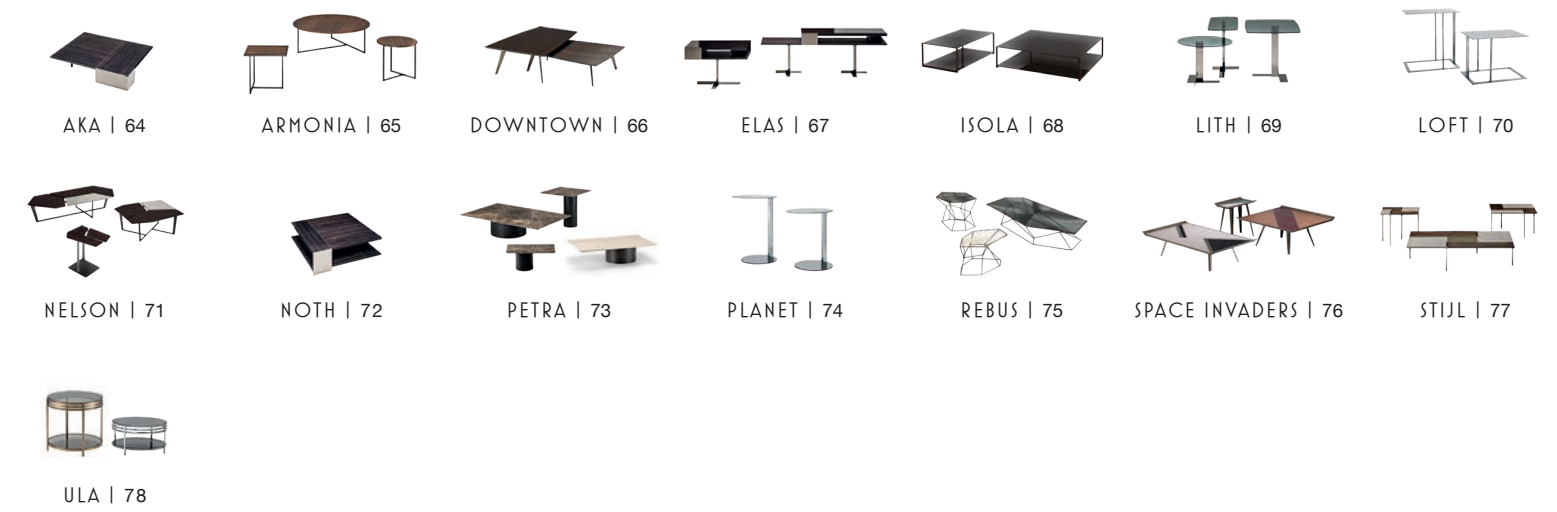 AKA | 64
ARMONIA | 65
DOWNTOWN | 66
ELAS | 67
ISOLA | 68
LITH | 69
LOFT | 70
NELSON | 71
NOTH | 72
PETRA | 73
PLANET | 74
REBUS | 75
SPACE INVADERS | 76
STIJL | 77
ULA | 78